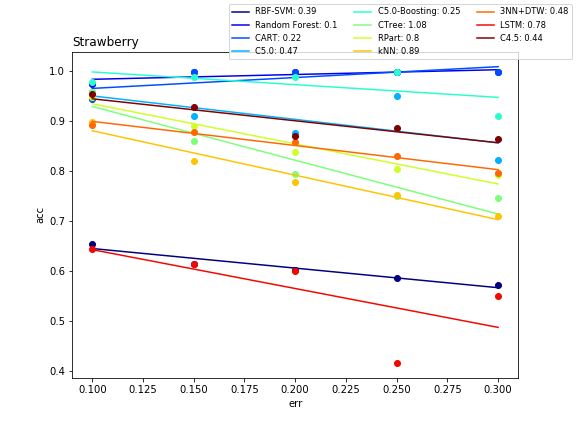 RBF-SVM: 0.39
Random Forest: 0.1
CART: 0.22
C5.0: 0.47
C5.0-Boosting: 0.25
CTree: 1.08
RPart: 0.8
kNN: 0.89
3NN+DTW: 0.48
LSTM: 0.78
C4.5: 0.44
Strawberry
1.0
0.9
0.8
0.7
0.6
0.5
0.4
acc
0.100 0.125 0.150 0.175 0.200 0.225 0.250 0.275 0.300
err